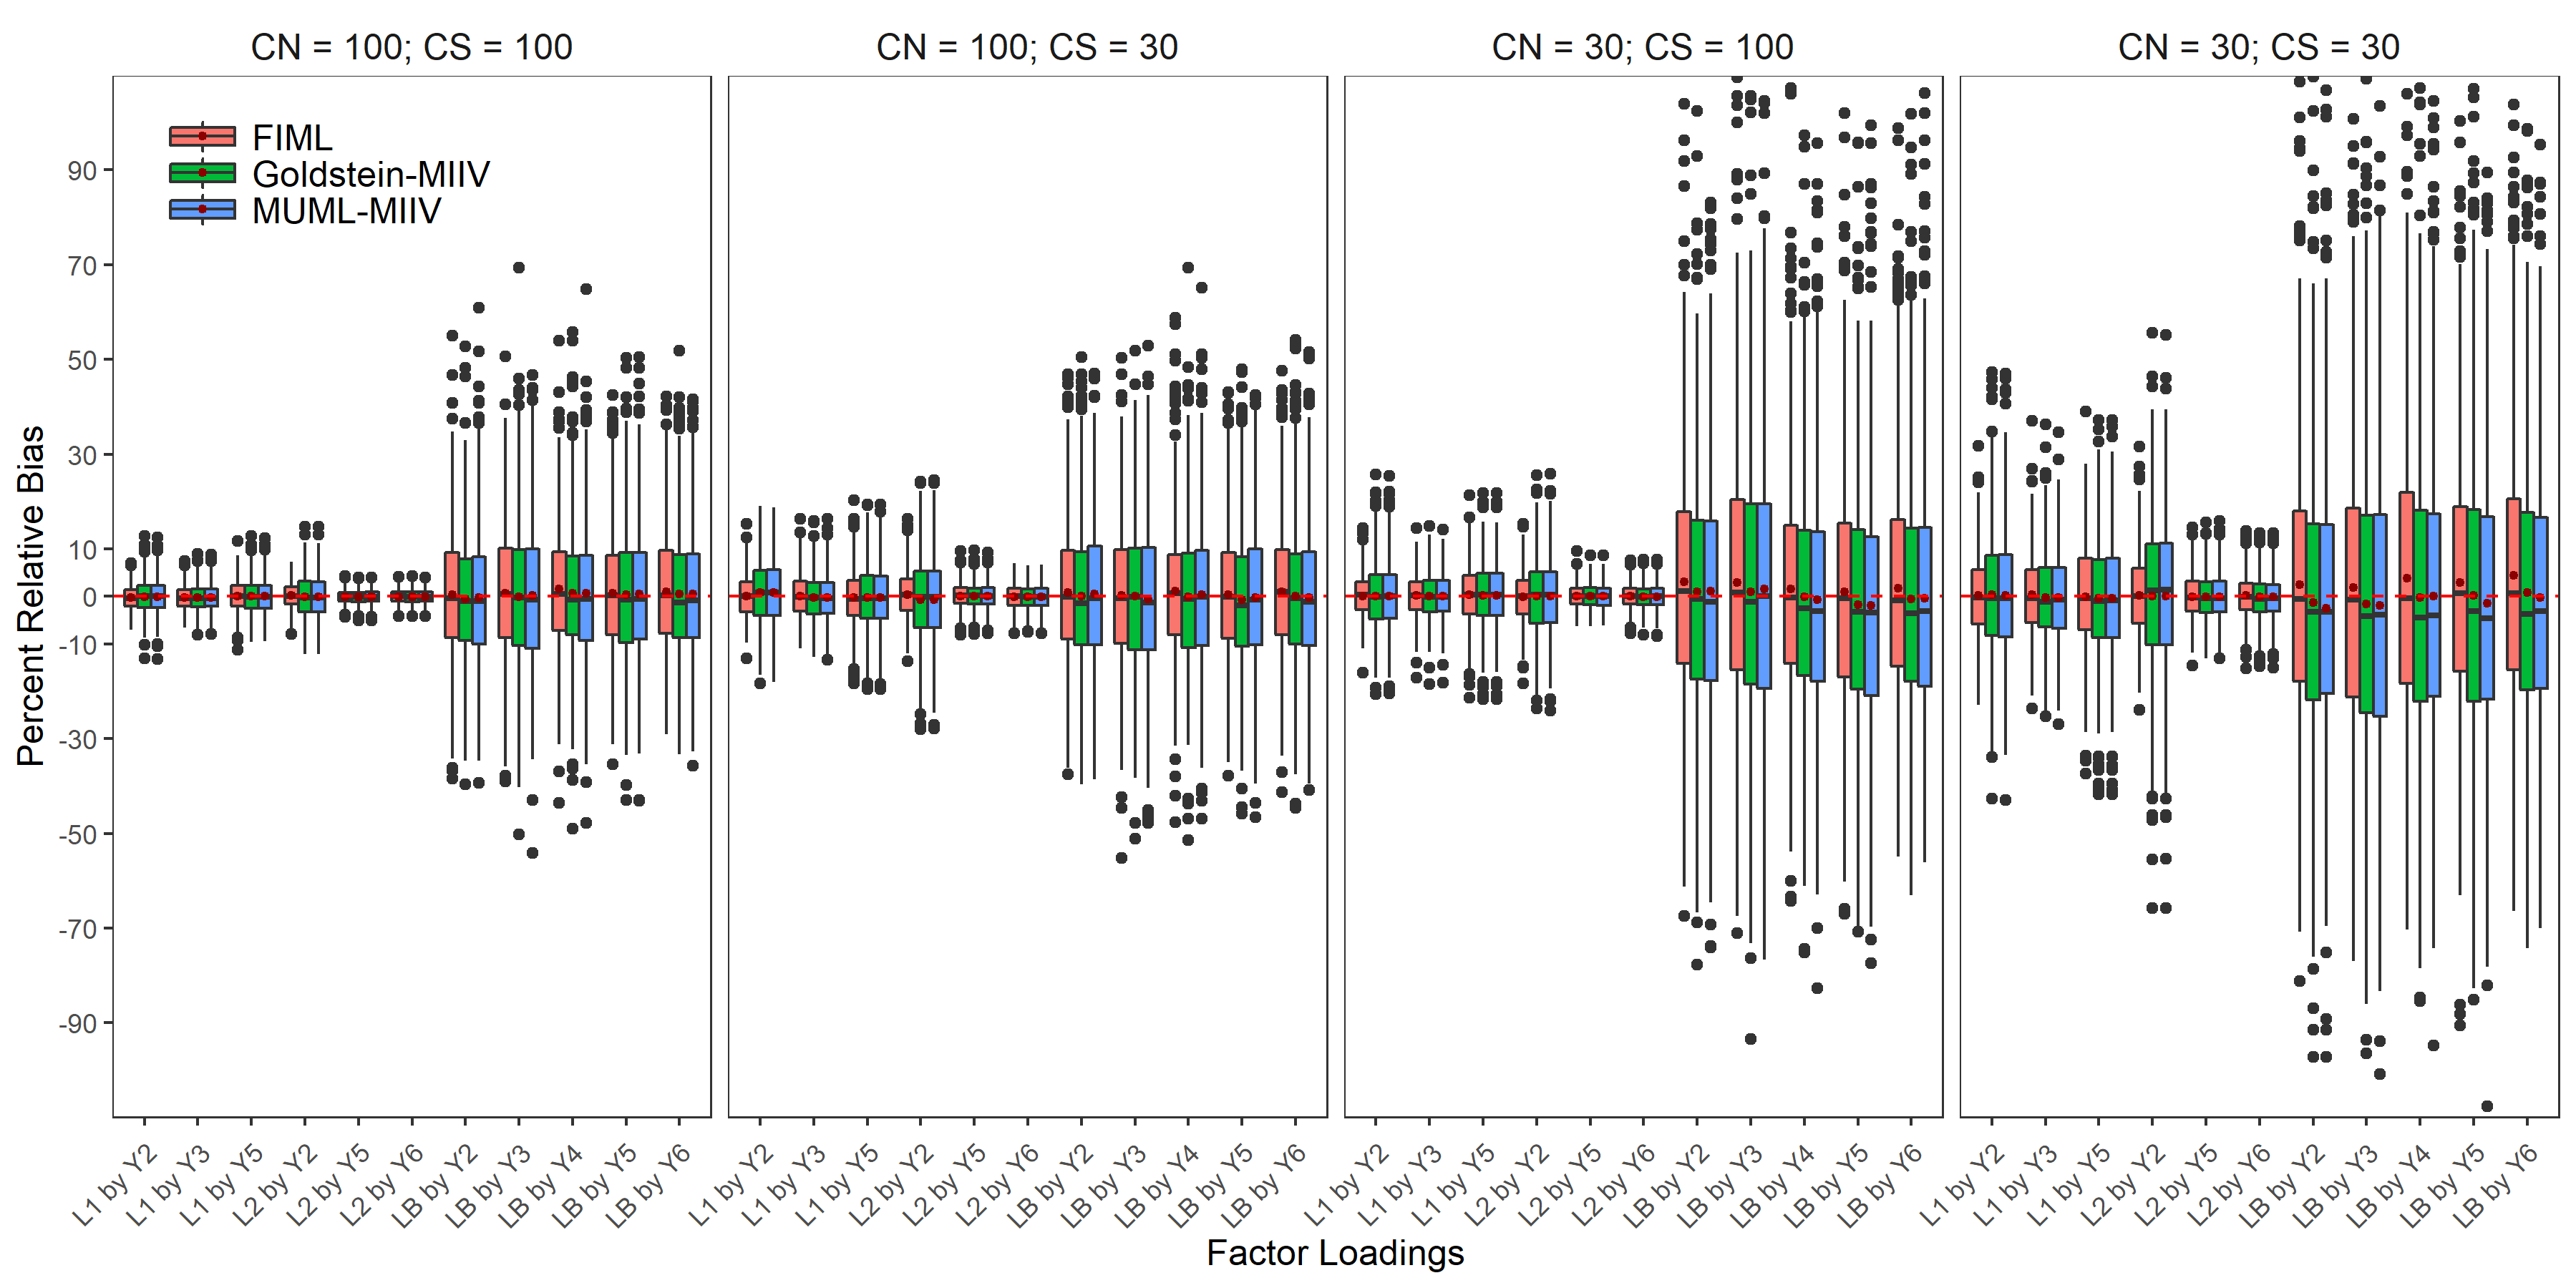 CN = 100; CS = 100
CN = 100; CS = 30
CN = 30; CS = 100
CN = 30; CS = 30
FIML
Goldstein-MIIV
MUML-MIIV
Percent Relative Bias
90
70
50
30
10
0
-10
-30
-50
-70
-90
L1 by Y2
L1 by Y3
L1 by Y5
L2 by Y2
L2 by Y5
L2 by Y6
LB by Y2
LB by Y3
LB by Y4
LB by Y5
LB by Y6
L1 by Y2
L1 by Y3
L1 by Y5
L2 by Y2
L2 by Y5
L2 by Y6
LB by Y2
LB by Y3
LB by Y4
LB by Y5
LB by Y6
L1 by Y2
L1 by Y3
L1 by Y5
L2 by Y2
L2 by Y5
L2 by Y6
LB by Y2
LB by Y3
LB by Y4
LB by Y5
LB by Y6
L1 by Y2
L1 by Y3
L1 by Y5
L2 by Y2
L2 by Y5
L2 by Y6
LB by Y2
LB by Y3
LB by Y4
LB by Y5
LB by Y6
Factor Loadings